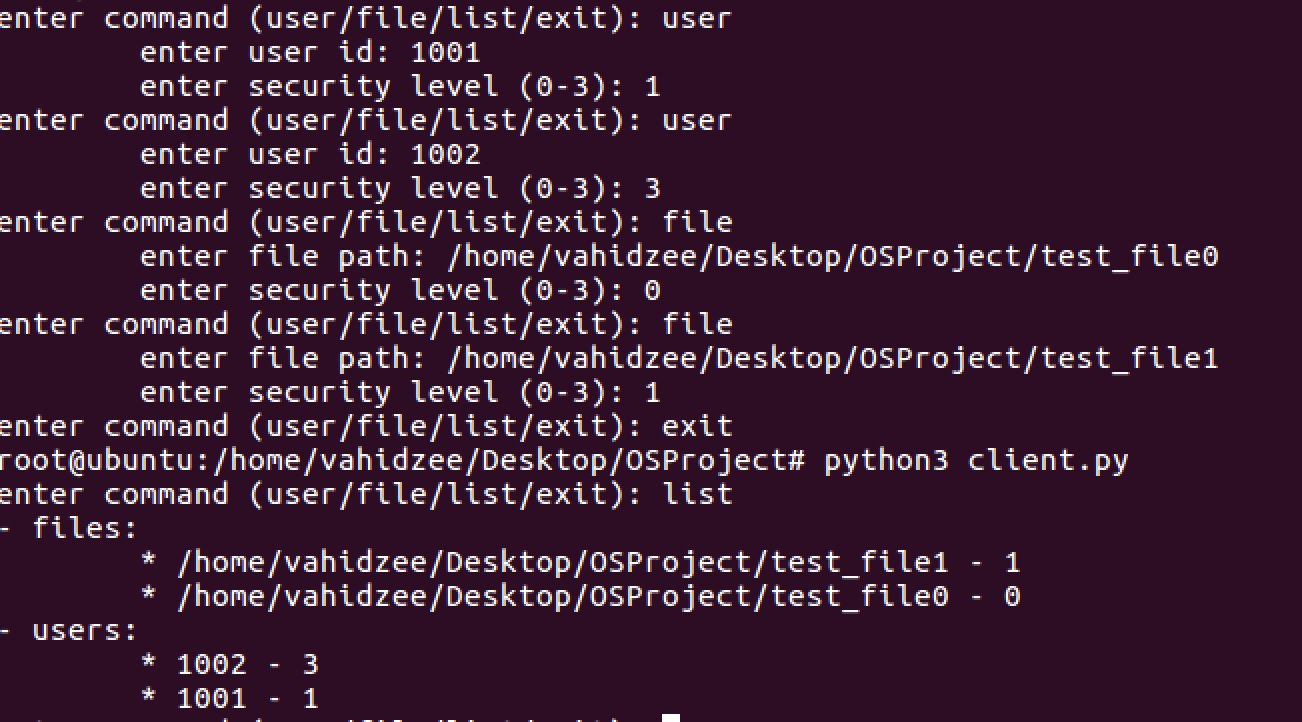 enter command (user/file/list/exit): user
enter user id: 1001
enter security level (0-3): 1
enter command (user/file/list/exit): user
enter user id: 1002
enter security level (0-3): 3
enter command (user/file/list/exit): file
enter file path: /home/vahidzee/Desktop/OSProject/test_file0
enter security level (0-3): 0
enter command (user/file/list/exit): file
enter file path: /home/vahidzee/Desktop/OSProject/test_file1
enter security level (0-3): 1
enter command (user/file/list/exit): exit
root@ubuntu:/home/vahidzee/Desktop/OSProject# python3 client.py
enter command (user/file/list/exit): list
- files:
* /home/vahidzee/Desktop/OSProject/test_file1 - 1
* /home/vahidzee/Desktop/OSProject/test_file0 - 0
- users:
* 1002 - 3
* 1001 - 1